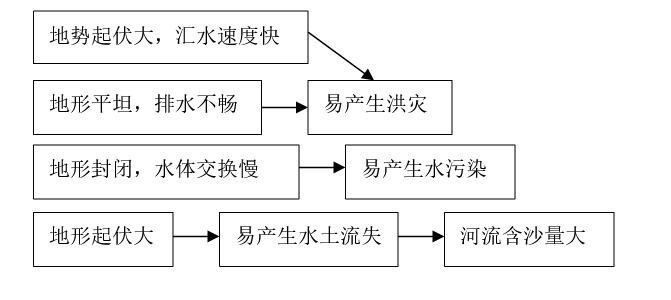 地势起伏大，汇水速度快
地形平坦，排水不畅
易产生洪灾
地形封闭，水体交换慢
易产生水污染
地形起伏大
易产生水土流失
河流含沙量大